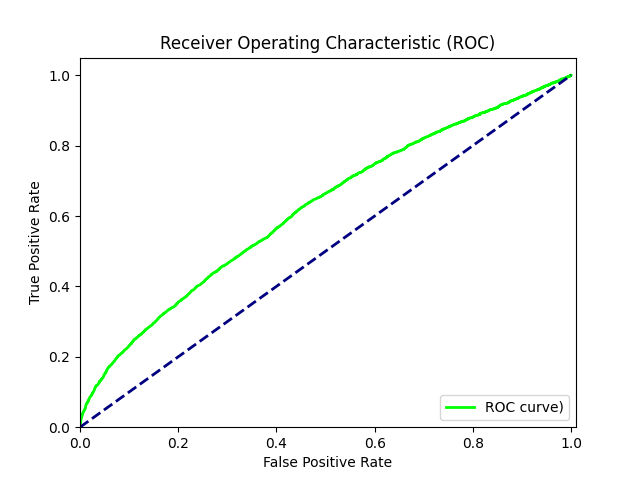 Receiver Operating Characteristic (ROC)
1.0
0.8
0.6
0.4
0.2
0.0
True Positive Rate
ROC curve)
0.0 0.2 0.4 0.6 0.8 1.0
False Positive Rate